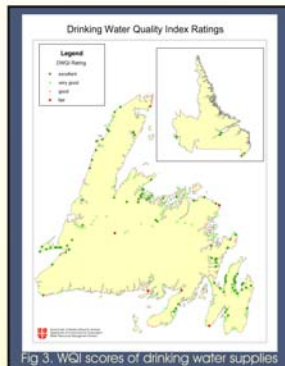 Drinking Water Quality Index Ratings
Legend
DWQI Rating
excellent
very good
good
fair
Fig 3. WQI scores of drinking water supplies